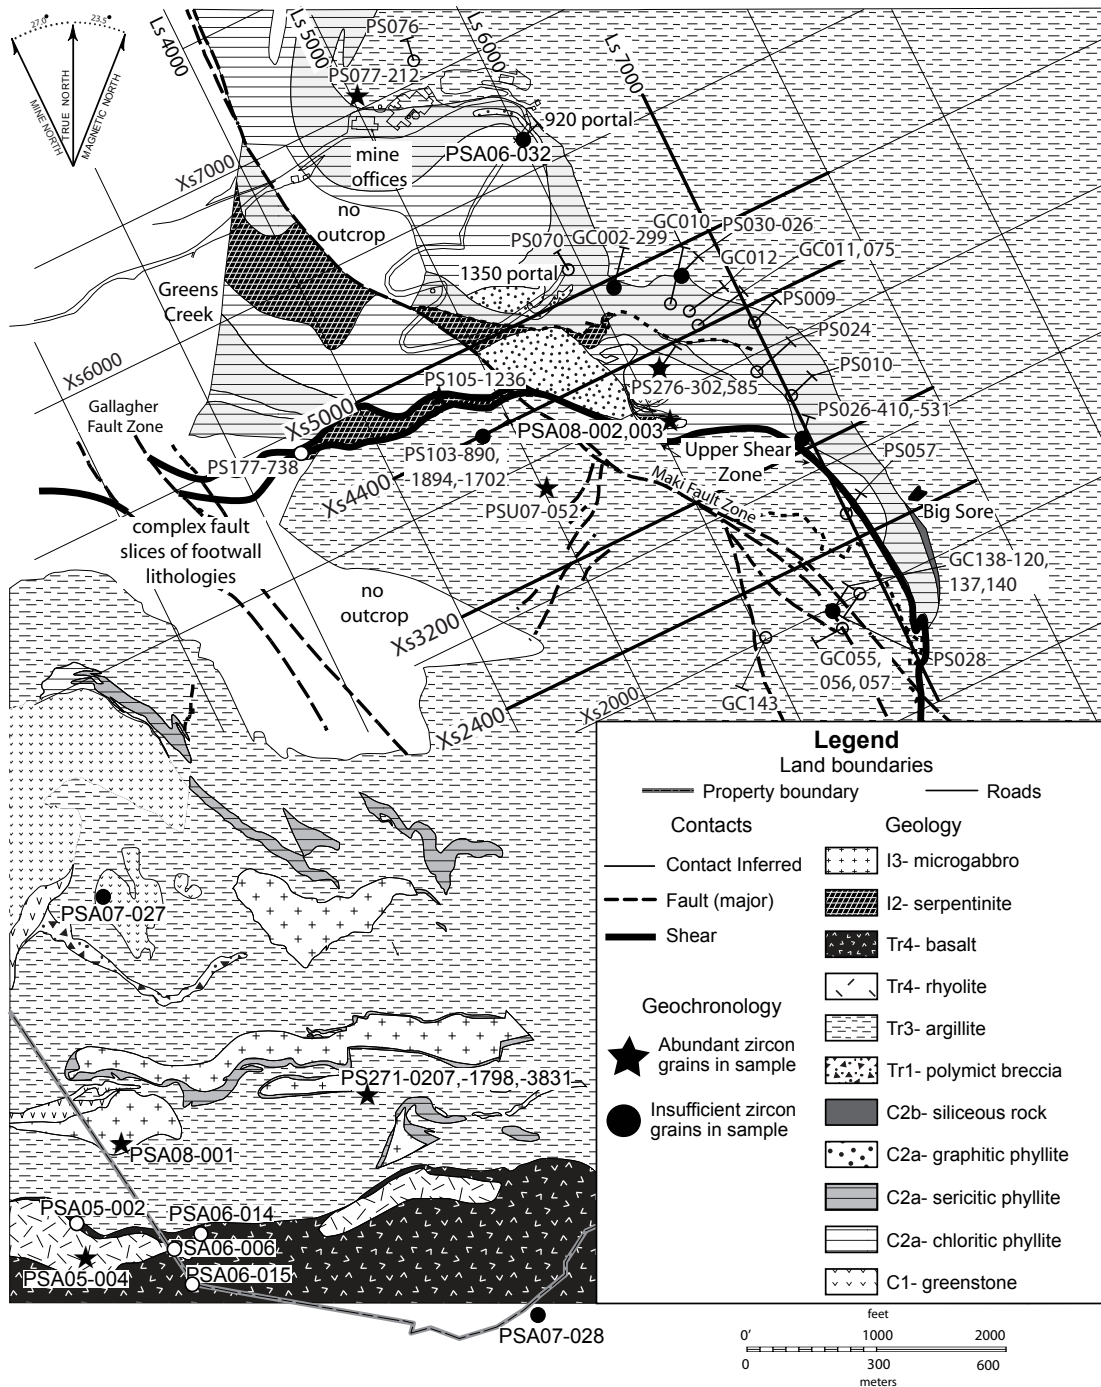 27.0°
23.5°
MINE NORTH
TRUE NORTH
MAGNETIC NORTH
Ls 4000
Ls 5000
Ls 6000
Ls 7000
PS076
PS077-212
920 portal
PSA06-032
mine
offices
Xs7000
no
outcrop
PS070
GC002-299
GC010
PS030-026
GC012
GC011,075
1350 portal
PS009
Greens
Creek
PS024
PS010
Xs6000
PS105-1236
PS276-302,585
PS026-410,-531
Gallagher
Fault Zone
Xs5000
PSA08-002,003
PS057
PS177-738
PS103-890,
-1894,-1702
Upper Shear
Zone
Xs4400
PSU07-052
Maki Fault Zone
Big Sore
complex fault
slices of footwall
lithologies
GC138-120,
137,140
no
outcrop
Xs3200
GC055,
056,057
PS028
GC143
Xs2400
Xs2000
PSA07-027
PS271-0207,-1798,-3831
PSA08-001
PSA05-002
PSA06-014
PSA06-006
PSA05-004
PSA06-015
PSA07-028
Legend
Land boundaries
Property boundary
Roads
Contacts
Geology
Contact Inferred
Fault (major)
Shear
I3- microgabbro
I2- serpentinite
Tr4- basalt
Tr4- rhyolite
Tr3- argillite
Tr1- polymict breccia
C2b- siliceous rock
C2a- graphitic phyllite
C2a- sericitic phyllite
C2a- chloritic phyllite
C1- greenstone
Geochronology
Abundant zircon
grains in sample
Insufficient zircon
grains in sample
feet
0' 1000 2000
0 300 600
meters